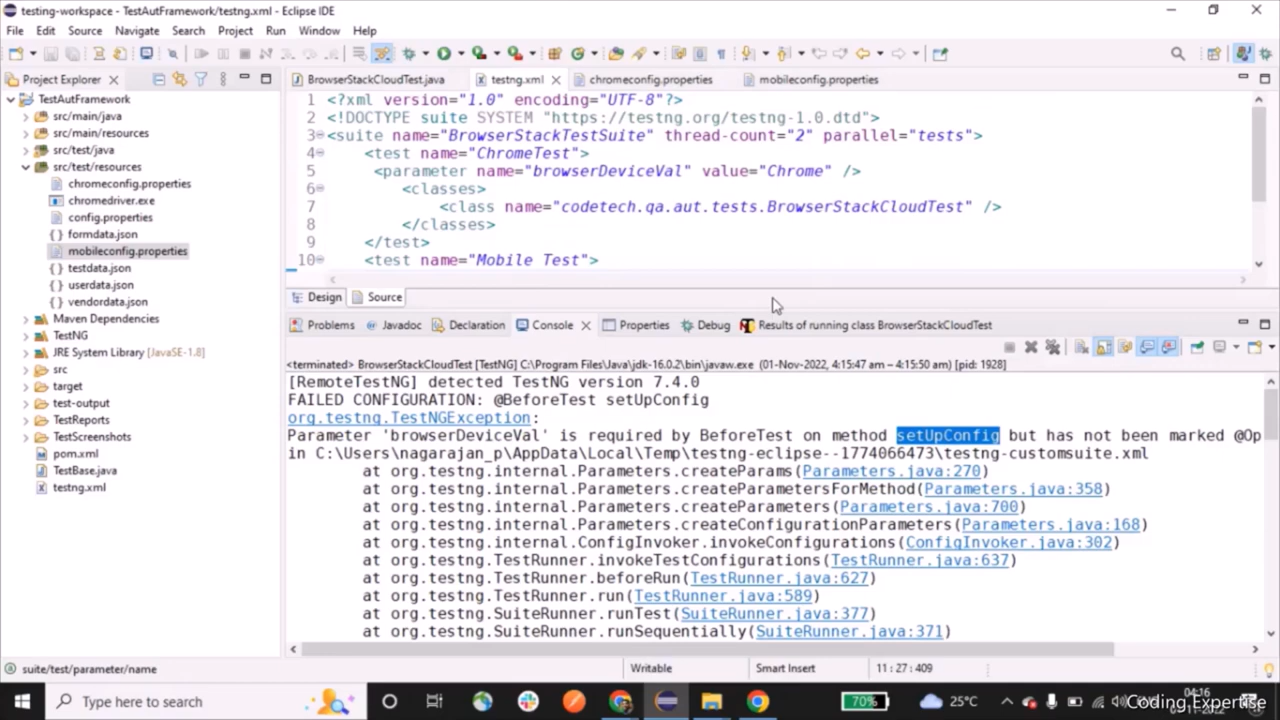 testing-workspace - TestAutFramework/testng.xml - Eclipse IDE
File Edit Source Navigate Search Project Run Window Help
Project Explorer
TestAutFramework
src/main/java
src/main/resources
src/test/java
src/test/resources
chromeconfig.properties
chromedriver.exe
config.properties
formdata.json
mobileconfig.properties
testdata.json
userdata.json
vendordata.json
Maven Dependencies
TestNG
JRE System Library [JavaSE-1.8]
src
target
test-output
TestReports
TestScreenshots
pom.xml
TestBase.java
testng.xml
BrowserStackCloudTest.java testng.xml chromeconfig.properties mobileconfig.properties
1 <?xml version="1.0" encoding="UTF-8"?>
2 <!DOCTYPE suite SYSTEM "https://testng.org/testng-1.0.dtd">
3 <suite name="BrowserStackTestSuite" thread-count="2" parallel="tests">
4 <test name="ChromeTest">
5 <parameter name="browserDeviceVal" value="Chrome" />
6 <classes>
7 <class name="codetech.qa.aut.tests.BrowserStackCloudTest" />
8 </classes>
9 </test>
10 <test name="Mobile Test">
Design Source
Problems Javadoc Declaration Console Properties Debug Results of running class BrowserStackCloudTest
<terminated> BrowserStackCloudTest [TestNG] C:\Program Files\Java\jdk-16.0.2\bin\javaw.exe (01-Nov-2022, 4:15:47 am – 4:15:50 am) [pid: 1928]
[RemoteTestNG] detected TestNG version 7.4.0
FAILED CONFIGURATION: @BeforeTest setUpConfig
org.testng.TestNGException:
Parameter 'browserDeviceVal' is required by BeforeTest on method setUpConfig but has not been marked @Op
in C:\Users\nagarajan_p\AppData\Local\Temp\testng-eclipse--1774066473\testng-customsuite.xml
at org.testng.internal.Parameters.createParams(Parameters.java:270)
at org.testng.internal.Parameters.createParametersForMethod(Parameters.java:358)
at org.testng.internal.Parameters.createParameters(Parameters.java:700)
at org.testng.internal.Parameters.createConfigurationParameters(Parameters.java:168)
at org.testng.internal.ConfigInvoker.invokeConfigurations(ConfigInvoker.java:302)
at org.testng.TestRunner.invokeTestConfigurations(TestRunner.java:637)
at org.testng.TestRunner.beforeRun(TestRunner.java:627)
at org.testng.TestRunner.run(TestRunner.java:589)
at org.testng.SuiteRunner.runTest(SuiteRunner.java:377)
at org.testng.SuiteRunner.runSequentially(SuiteRunner.java:371)
suite/test/parameter/name Writable Smart Insert 11 : 27 : 409
Type here to search 70% 25°C 04:16
Coding Expertise